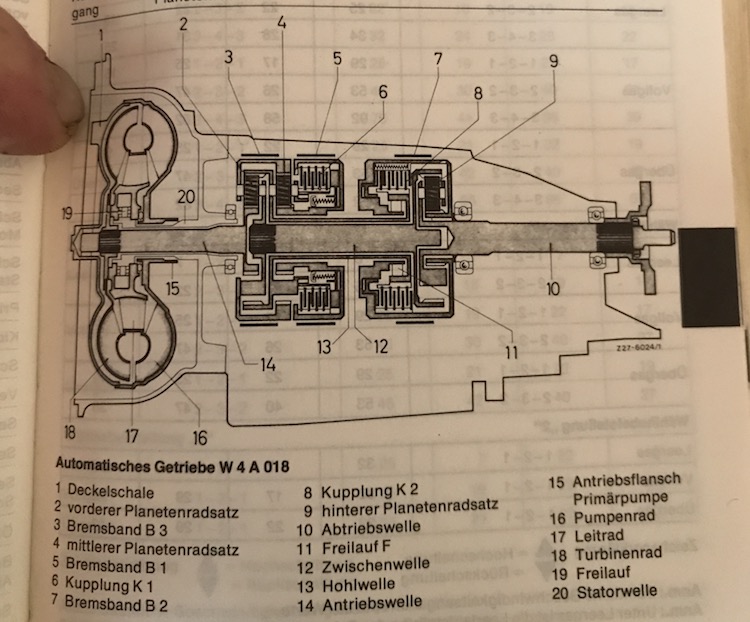 gang
2
4
1
3
5
7
9
6
8
20
19
15
10
14
13
12
11
Z27-6024/1
18
17
16
Automatisches Getriebe W 4 A 018
1 Deckelschale
2 vorderer Planetenradsatz
3 Bremsband B 3
4 mittlerer Planetenradsatz
5 Bremsband B 1
6 Kupplung K 1
7 Bremsband B 2
8 Kupplung K 2
9 hinterer Planetenradsatz
10 Abtriebswelle
11 Freilauf F
12 Zwischenwelle
13 Hohlwelle
14 Antriebswelle
15 Antriebsflansch
Primärpumpe
16 Pumpenrad
17 Leitrad
18 Turbinenrad
19 Freilauf
20 Statorwelle